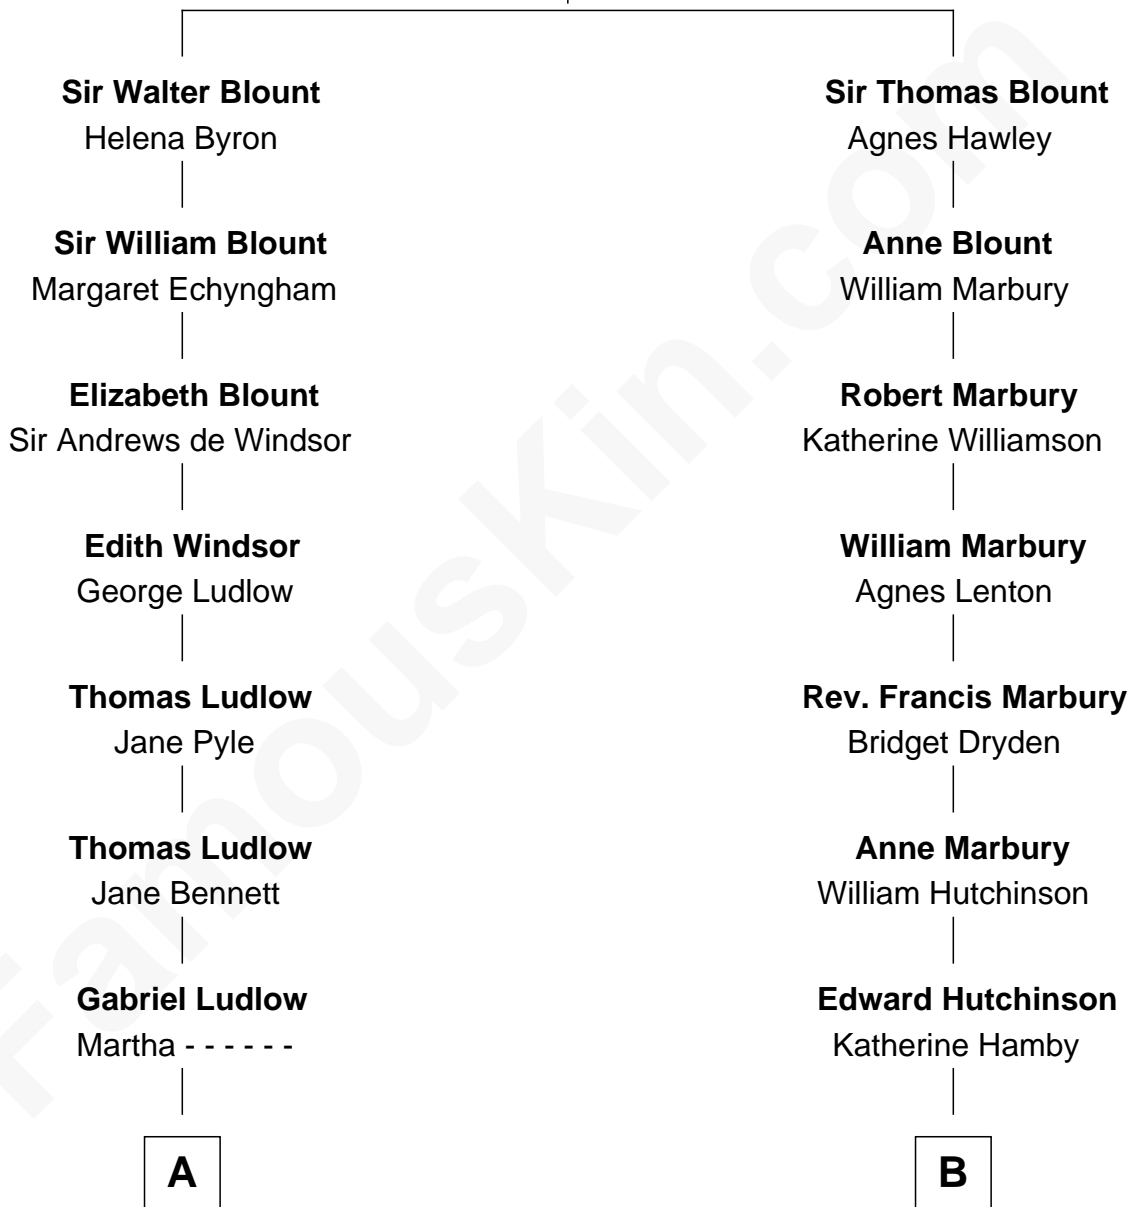 Sir Walter Blount
Helena Byron
Sir William Blount
Margaret Echyngham
Elizabeth Blount
Sir Andrews de Windsor
Edith Windsor
George Ludlow
Thomas Ludlow
Jane Pyle
Thomas Ludlow
Jane Bennett
Gabriel Ludlow
Martha - - - - - -
A
Sir Thomas Blount
Agnes Hawley
Anne Blount
William Marbury
Robert Marbury
Katherine Williamson
William Marbury
Agnes Lenton
Rev. Francis Marbury
Bridget Dryden
Anne Marbury
William Hutchinson
Edward Hutchinson
Katherine Hamby
B
FamousKin.com